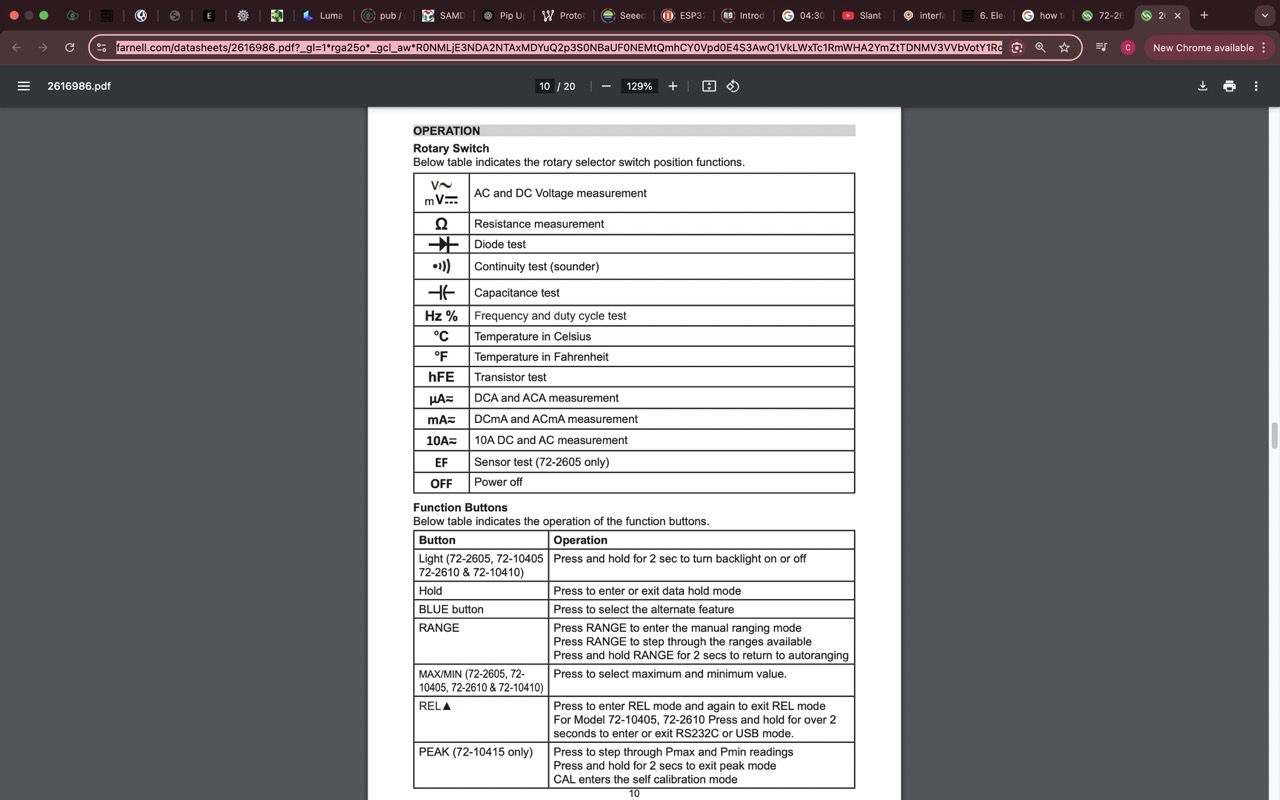 Luma
pub /
SAMD
Pip Up
Proto
Seeed
ESP3
Introd
04:30
Slant
interfa
6. Ele
how t
72-26
farnell.com/datasheets/2616986.pdf?_gl=1*rga25o*_gcl_aw*
New Chrome available
2616986.pdf
10 / 20
129%
OPERATION
Rotary Switch
Below table indicates the rotary selector switch position functions.
V~
mV⎓ AC and DC Voltage measurement
Ω Resistance measurement
Diode test
Continuity test (sounder)
Capacitance test
Hz % Frequency and duty cycle test
°C Temperature in Celsius
°F Temperature in Fahrenheit
hFE Transistor test
µA≂ DCA and ACA measurement
mA≂ DCmA and ACmA measurement
10A≂ 10A DC and AC measurement
EF Sensor test (72-2605 only)
OFF Power off
Function Buttons
Below table indicates the operation of the function buttons.
Button Operation
Light (72-2605, 72-10405 Press and hold for 2 sec to turn backlight on or off
72-2610 & 72-10410)
Hold Press to enter or exit data hold mode
BLUE button Press to select the alternate feature
RANGE Press RANGE to enter the manual ranging mode
Press RANGE to step through the ranges available
Press and hold RANGE for 2 secs to return to autoranging
MAX/MIN (72-2605, 72- Press to select maximum and minimum value.
10405, 72-2610 & 72-10410)
REL▲ Press to enter REL mode and again to exit REL mode
For Model 72-10405, 72-2610 Press and hold for over 2
seconds to enter or exit RS232C or USB mode.
PEAK (72-10415 only) Press to step through Pmax and Pmin readings
Press and hold for 2 secs to exit peak mode
CAL enters the self calibration mode
10